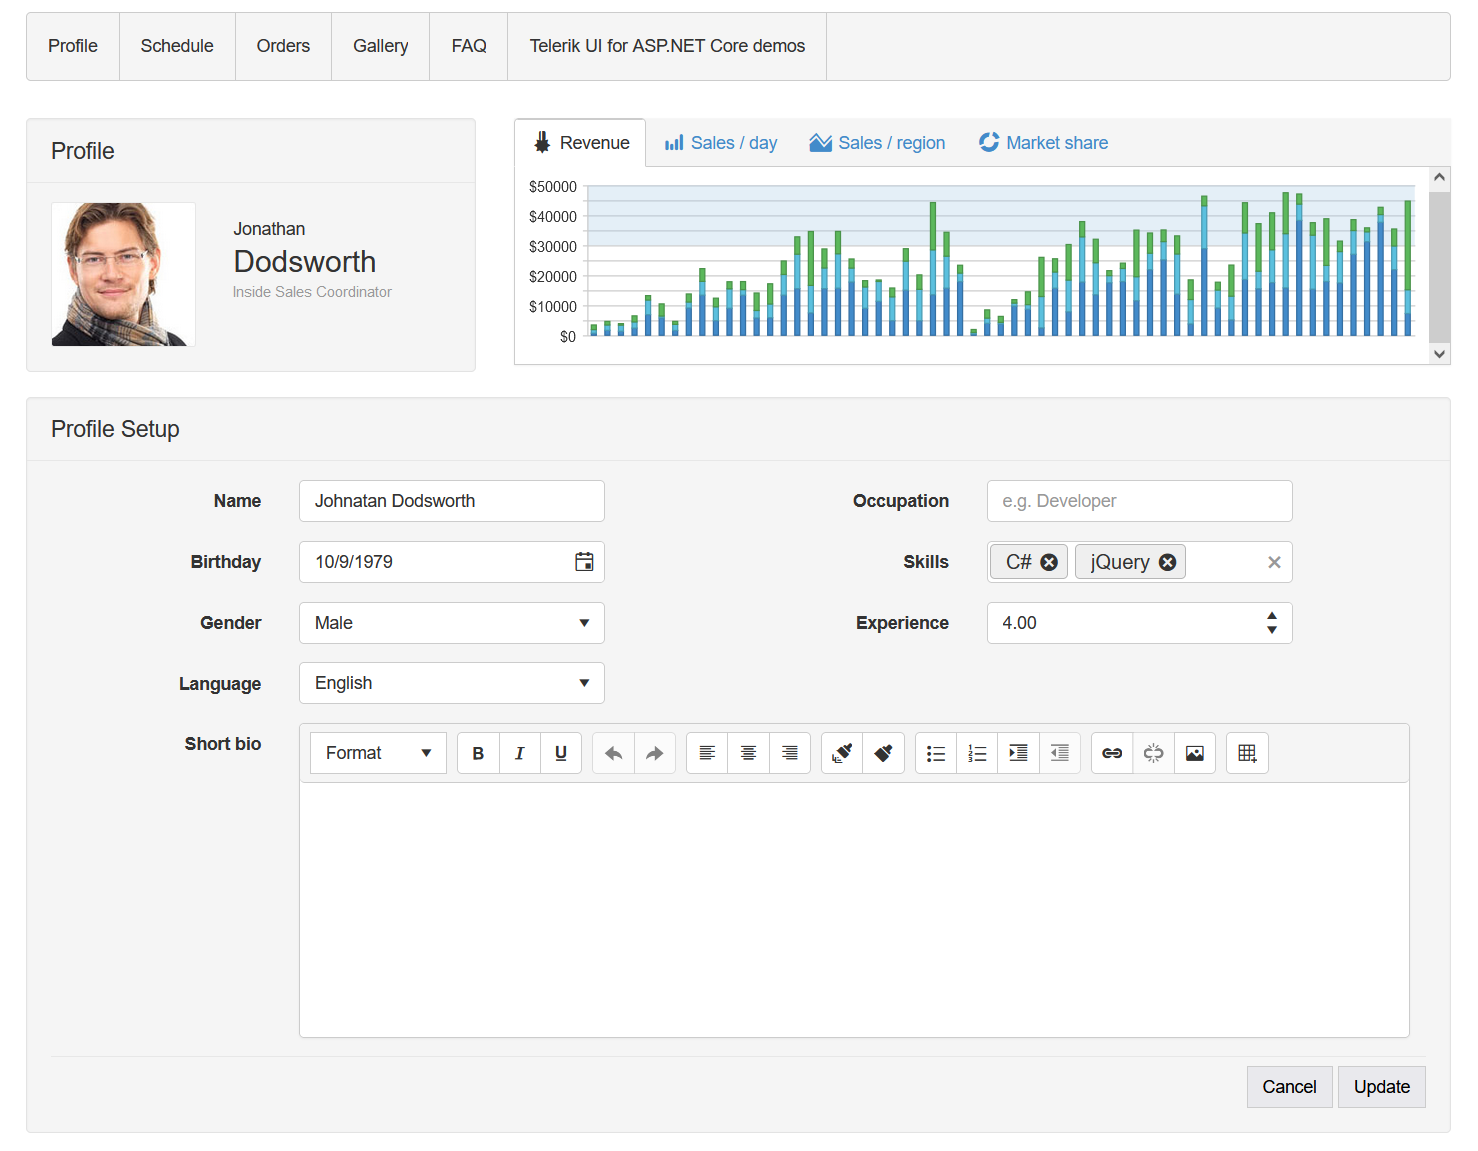 Profile Schedule Orders Gallery FAQ Telerik UI for ASP.NET Core demos
Profile
Jonathan
Dodsworth
Inside Sales Coordinator
Revenue Sales / day Sales / region Market share
$50000
$40000
$30000
$20000
$10000
$0
Profile Setup
Name Johnatan Dodsworth Occupation e.g. Developer
Birthday 10/9/1979 Skills C# jQuery
Gender Male Experience 4.00
Language English
Short bio Format B I U
Cancel Update